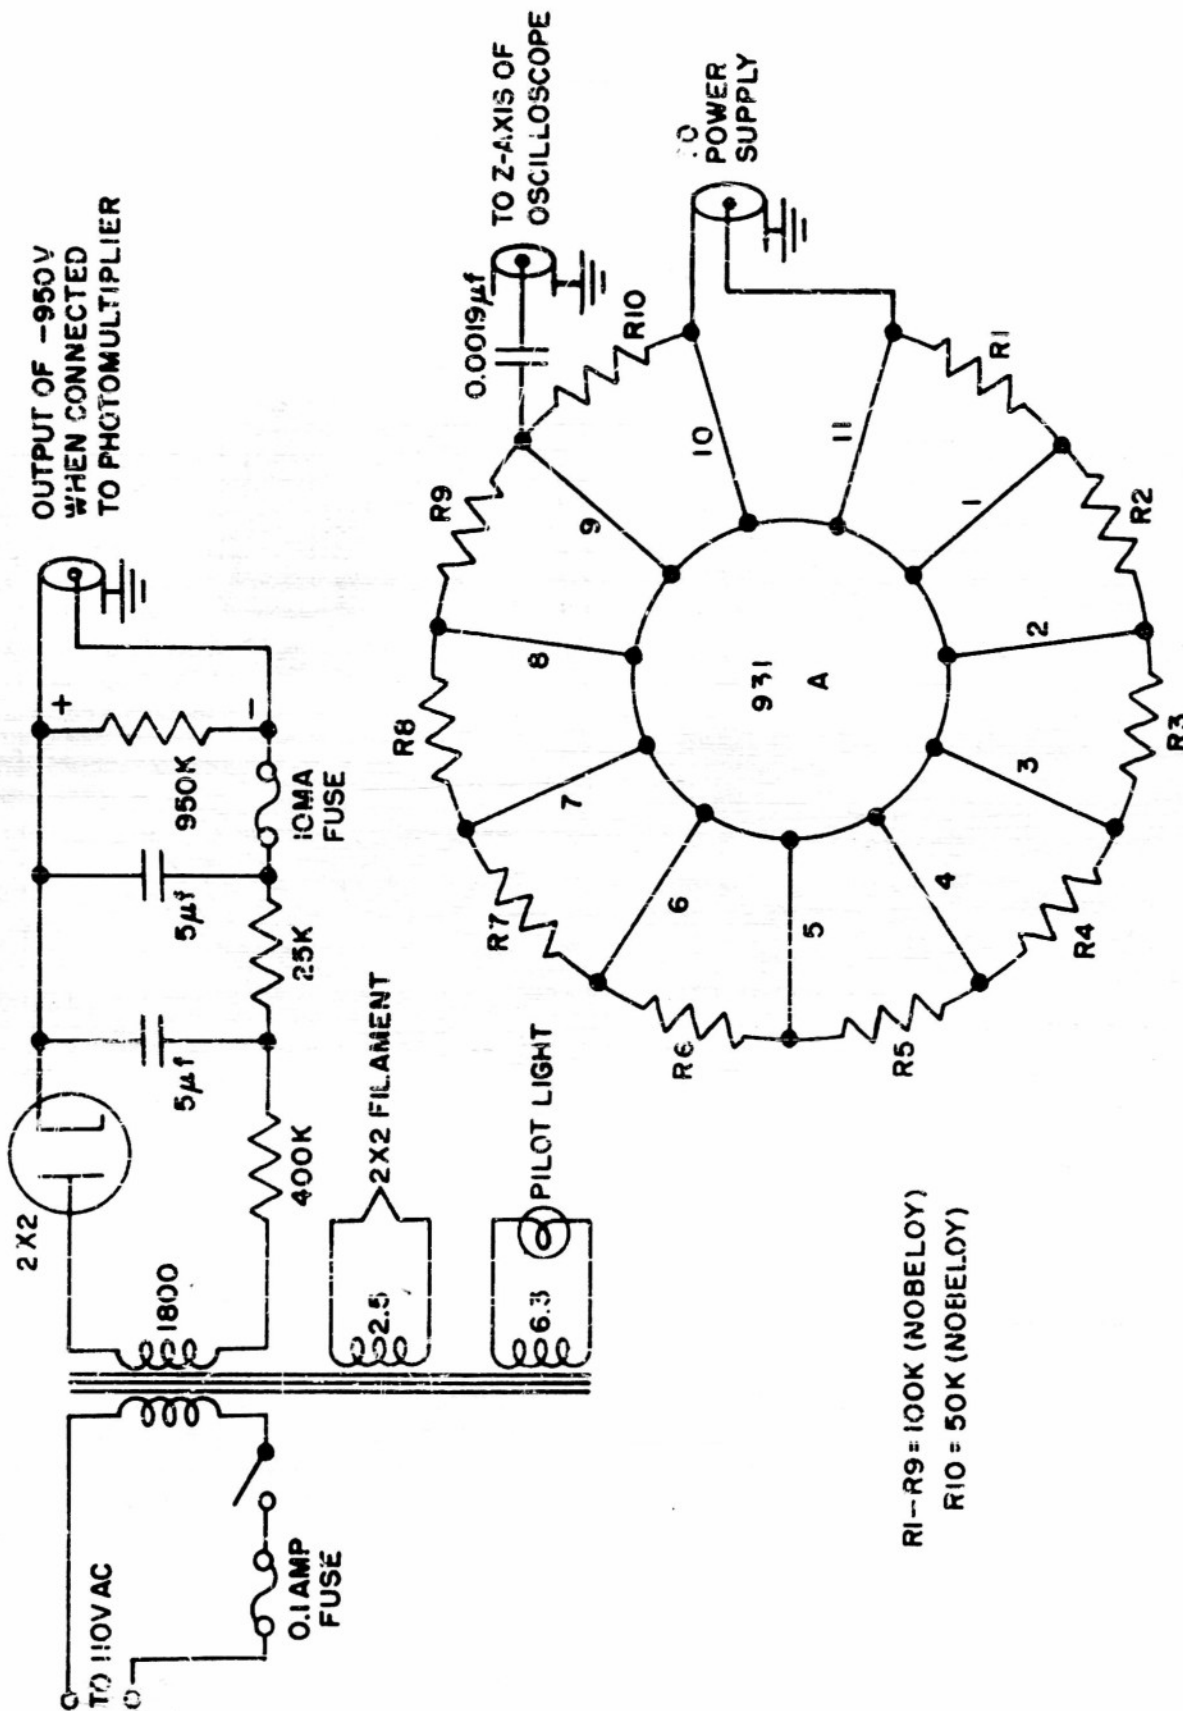 TO 110VAC
0.1AMP
FUSE
1800
2.5
6.3
2X2
2X2 FILAMENT
PILOT LIGHT
400K
5µf
25K
5µf
10MA
FUSE
950K
+
-
OUTPUT OF -950V
WHEN CONNECTED
TO PHOTOMULTIPLIER
0.0019µf
TO Z-AXIS OF
OSCILLOSCOPE
POWER
SUPPLY
931
A
1
2
3
4
5
6
7
8
9
10
11
R1
R2
R3
R4
R5
R6
R7
R8
R9
R10
R1-R9 = 100K (NOBELOY)
R10 = 50K (NOBELOY)